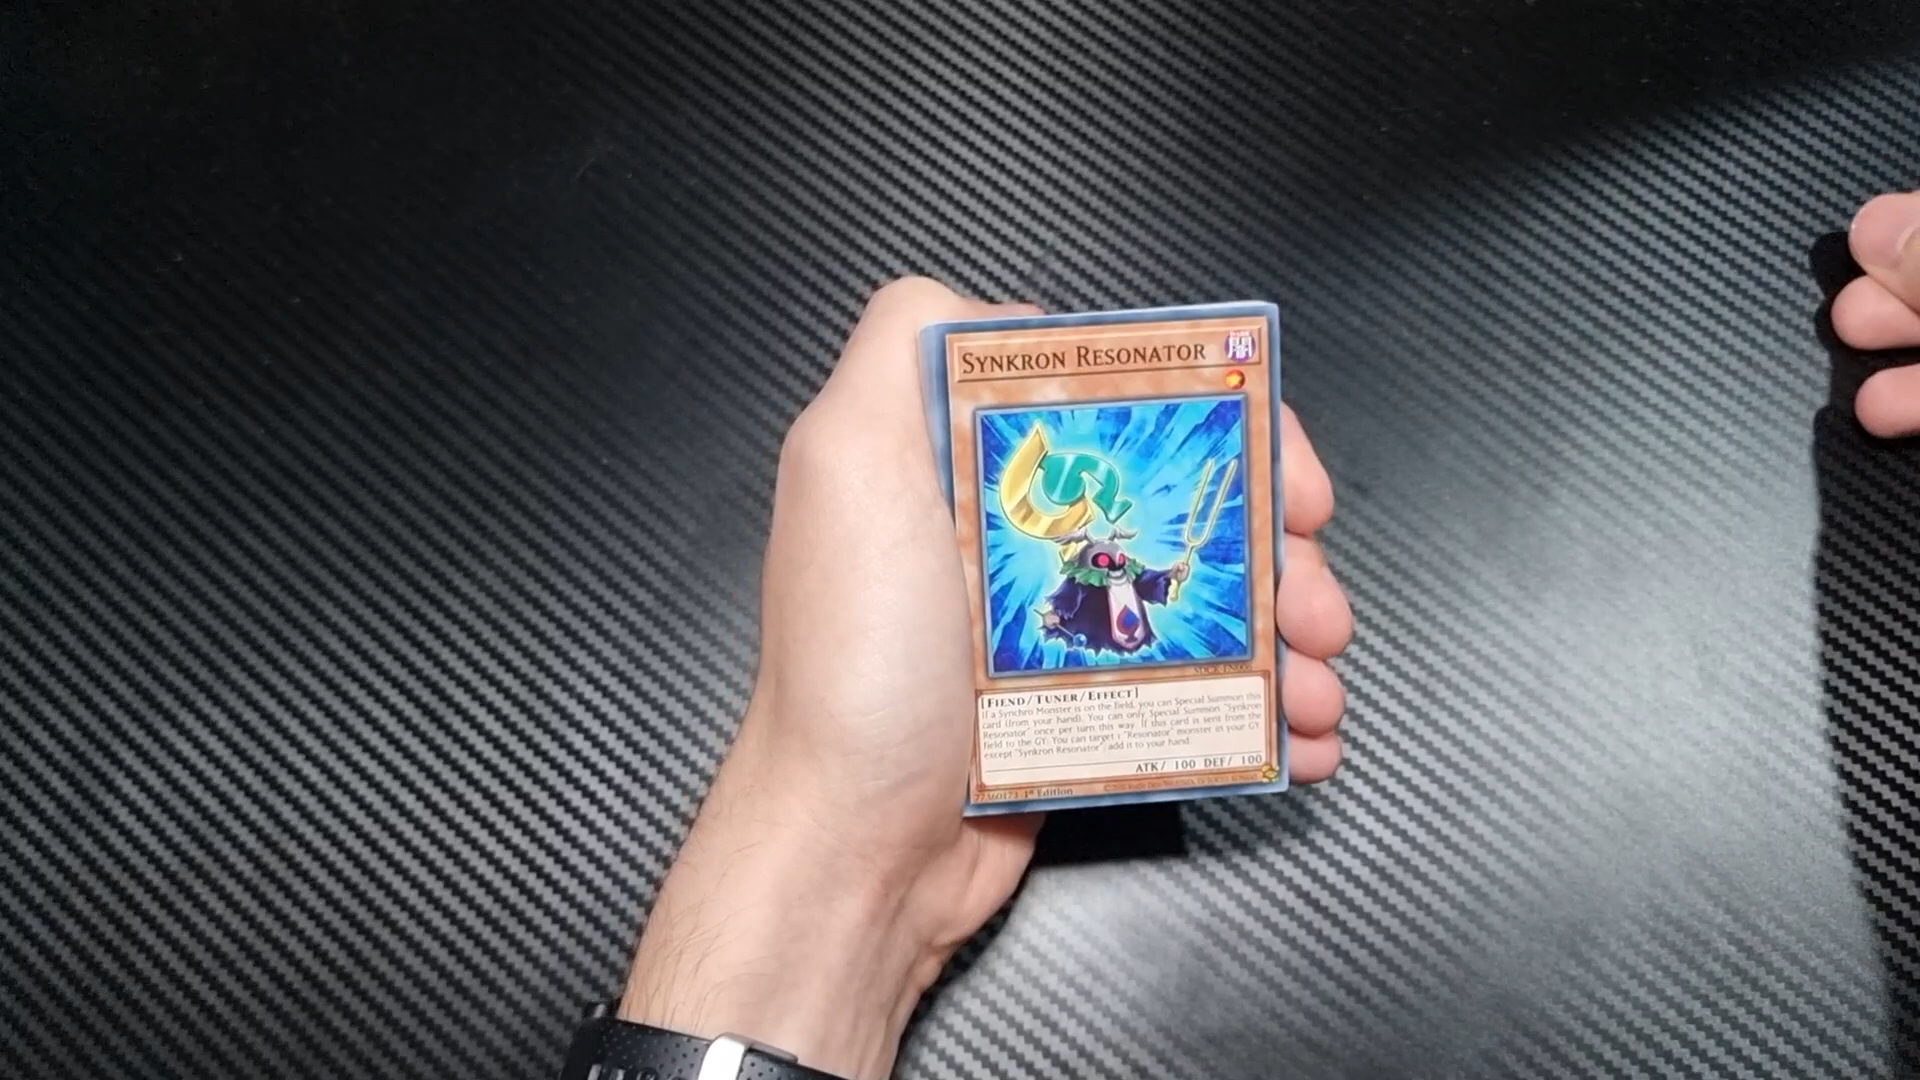 SYNKRON RESONATOR
SDCK-EN006
[FIEND/TUNER/EFFECT]
If a Synchro Monster is on the field, you can Special Summon this
card (from your hand). You can only Special Summon "Synkron
Resonator" once per turn this way. If this card is sent from the
field to the GY: You can target 1 "Resonator" monster in your GY,
except "Synkron Resonator"; add it to your hand.
ATK/ 100 DEF/ 100
77360173 1st Edition